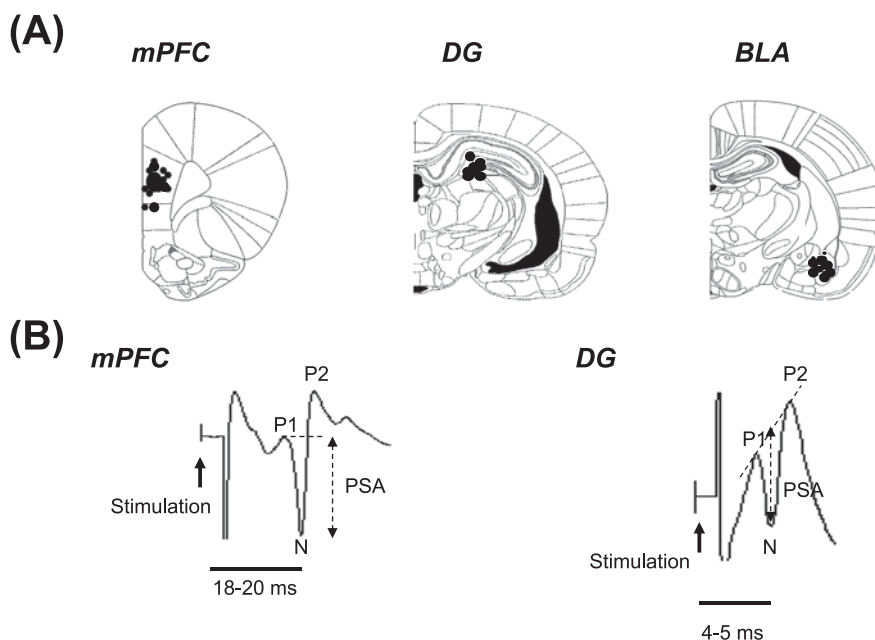 (A)
mPFC DG BLA
(B)
mPFC DG
P2
P1
PSA
Stimulation
N
18-20 ms
P2
P1
PSA
N
Stimulation
4-5 ms